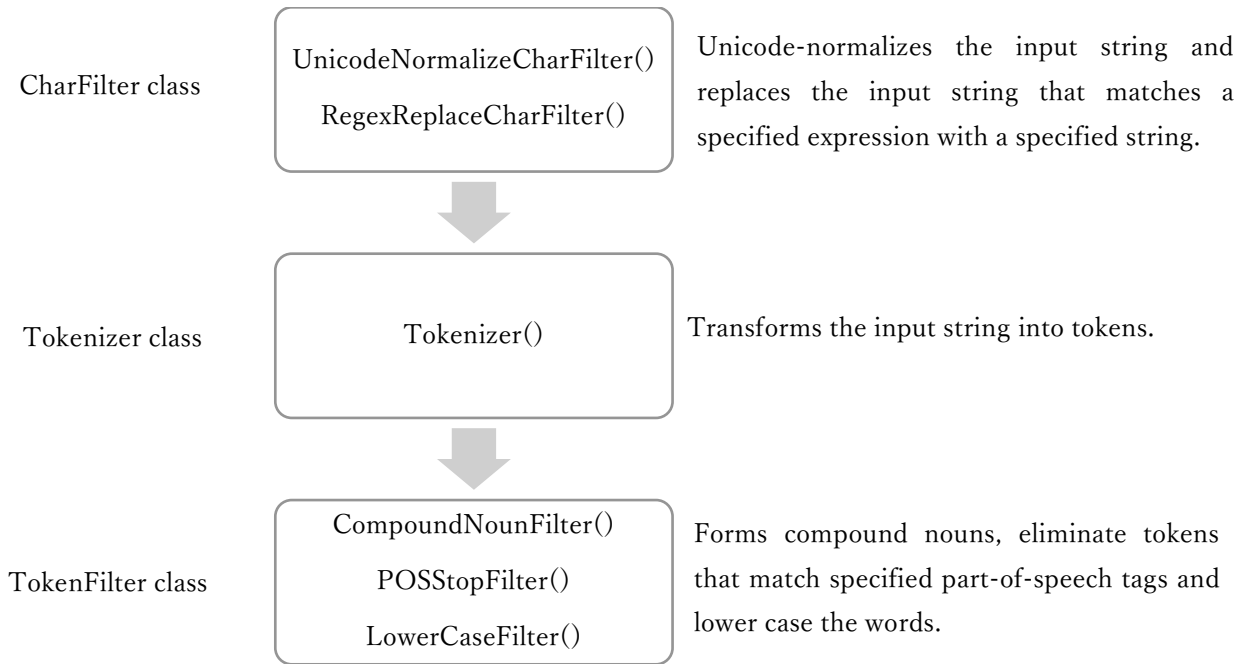 CharFilter class
UnicodeNormalizeCharFilter()
RegexReplaceCharFilter()
Unicode-normalizes the input string and
replaces the input string that matches a
specified expression with a specified string.
Tokenizer class
Tokenizer()
Transforms the input string into tokens.
TokenFilter class
CompoundNounFilter()
POSStopFilter()
LowerCaseFilter()
Forms compound nouns, eliminate tokens
that match specified part-of-speech tags and
lower case the words.